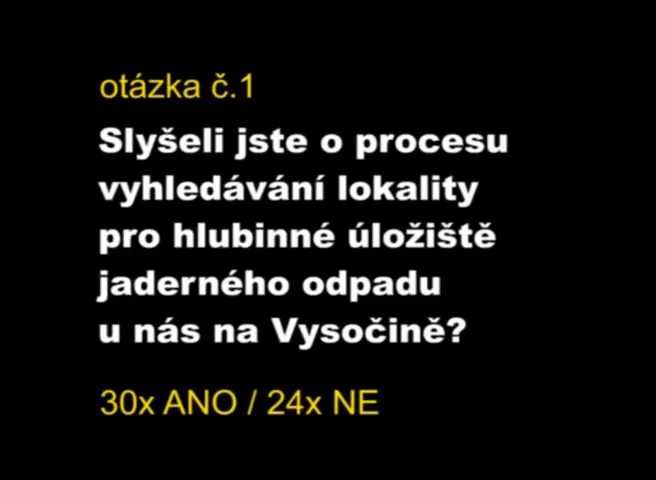 otázka č.1
Slyšeli jste o procesu
vyhledávání lokality
pro hlubinné úložiště
jaderného odpadu
u nás na Vysočině?
30x ANO / 24x NE